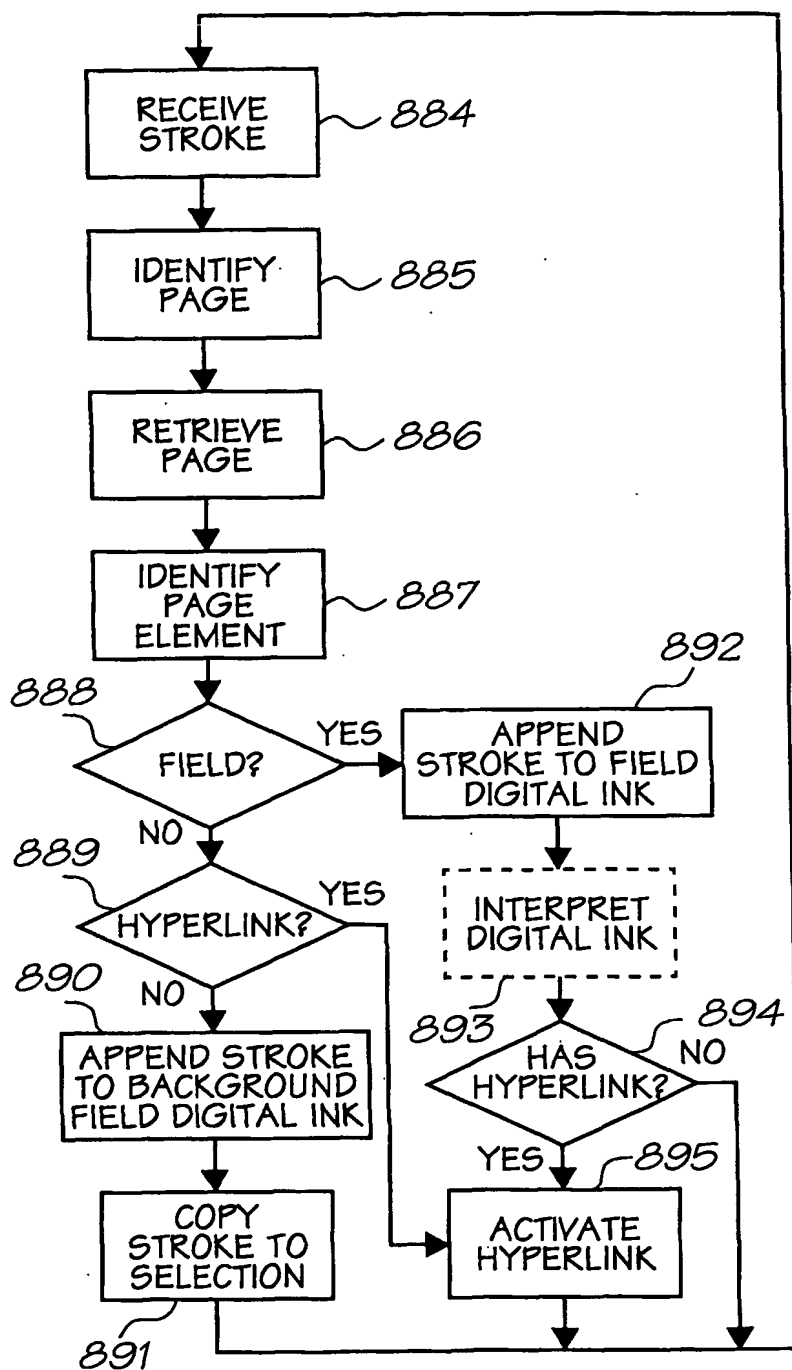 RECEIVE
STROKE
884
IDENTIFY
PAGE
885
RETRIEVE
PAGE
886
IDENTIFY
PAGE
ELEMENT
887
888
FIELD?
YES
NO
892
APPEND
STROKE TO FIELD
DIGITAL INK
889
HYPERLINK?
YES
NO
INTERPRET
DIGITAL INK
893
890
APPEND STROKE
TO BACKGROUND
FIELD DIGITAL INK
894
HAS
HYPERLINK?
NO
YES
COPY
STROKE TO
SELECTION
891
895
ACTIVATE
HYPERLINK